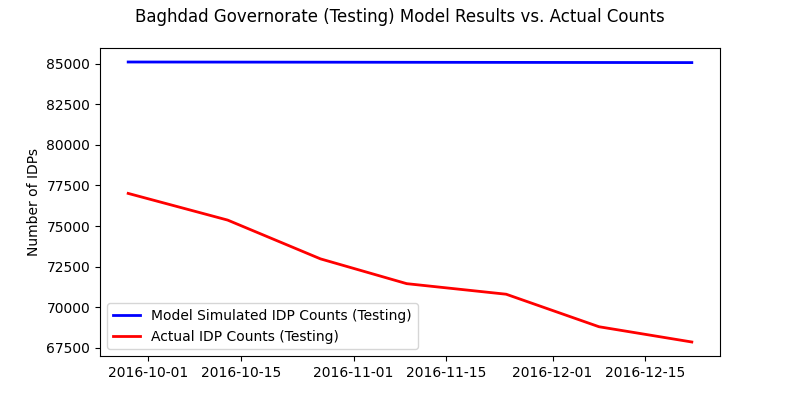 Baghdad Governorate (Testing) Model Results vs. Actual Counts
Number of IDPs
85000
82500
80000
77500
75000
72500
70000
67500
Model Simulated IDP Counts (Testing)
Actual IDP Counts (Testing)
2016-10-01 2016-10-15 2016-11-01 2016-11-15 2016-12-01 2016-12-15